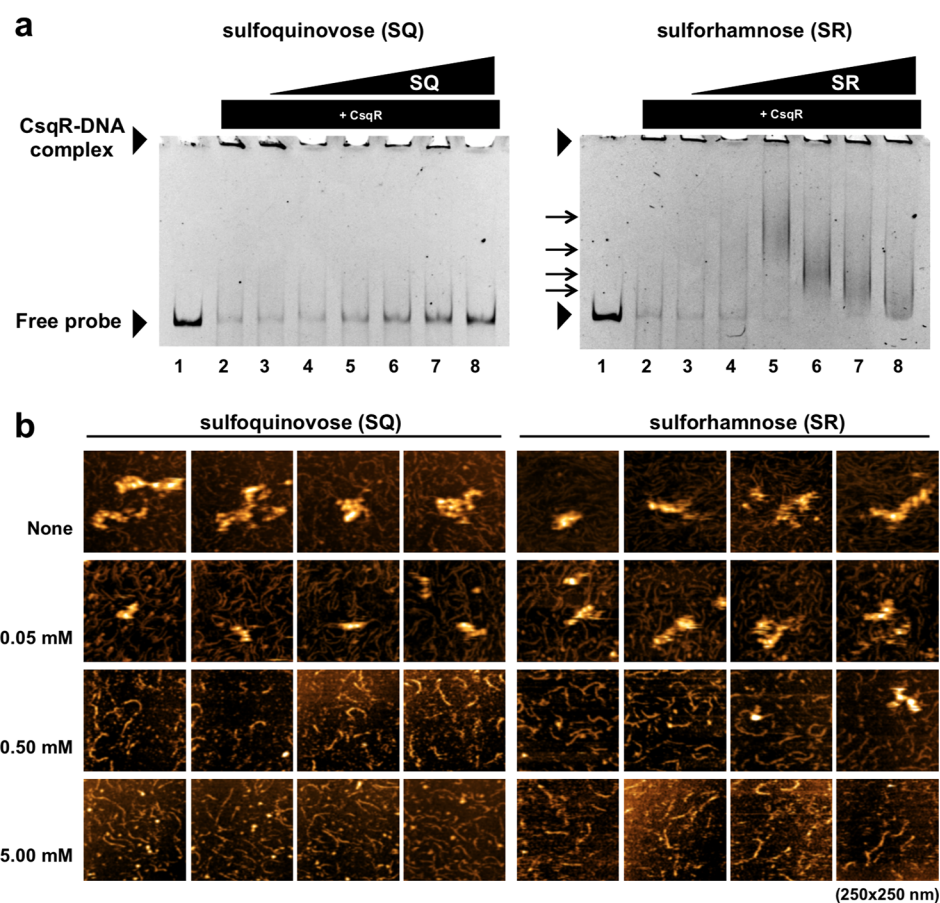 a
sulfoquinovose (SQ)
sulforhamnose (SR)
SQ
SR
+ CsqR
+ CsqR
CsqR-DNA
complex
Free probe
1 2 3 4 5 6 7 8
1 2 3 4 5 6 7 8
b
sulfoquinovose (SQ)
sulforhamnose (SR)
None
0.05 mM
0.50 mM
5.00 mM
(250x250 nm)